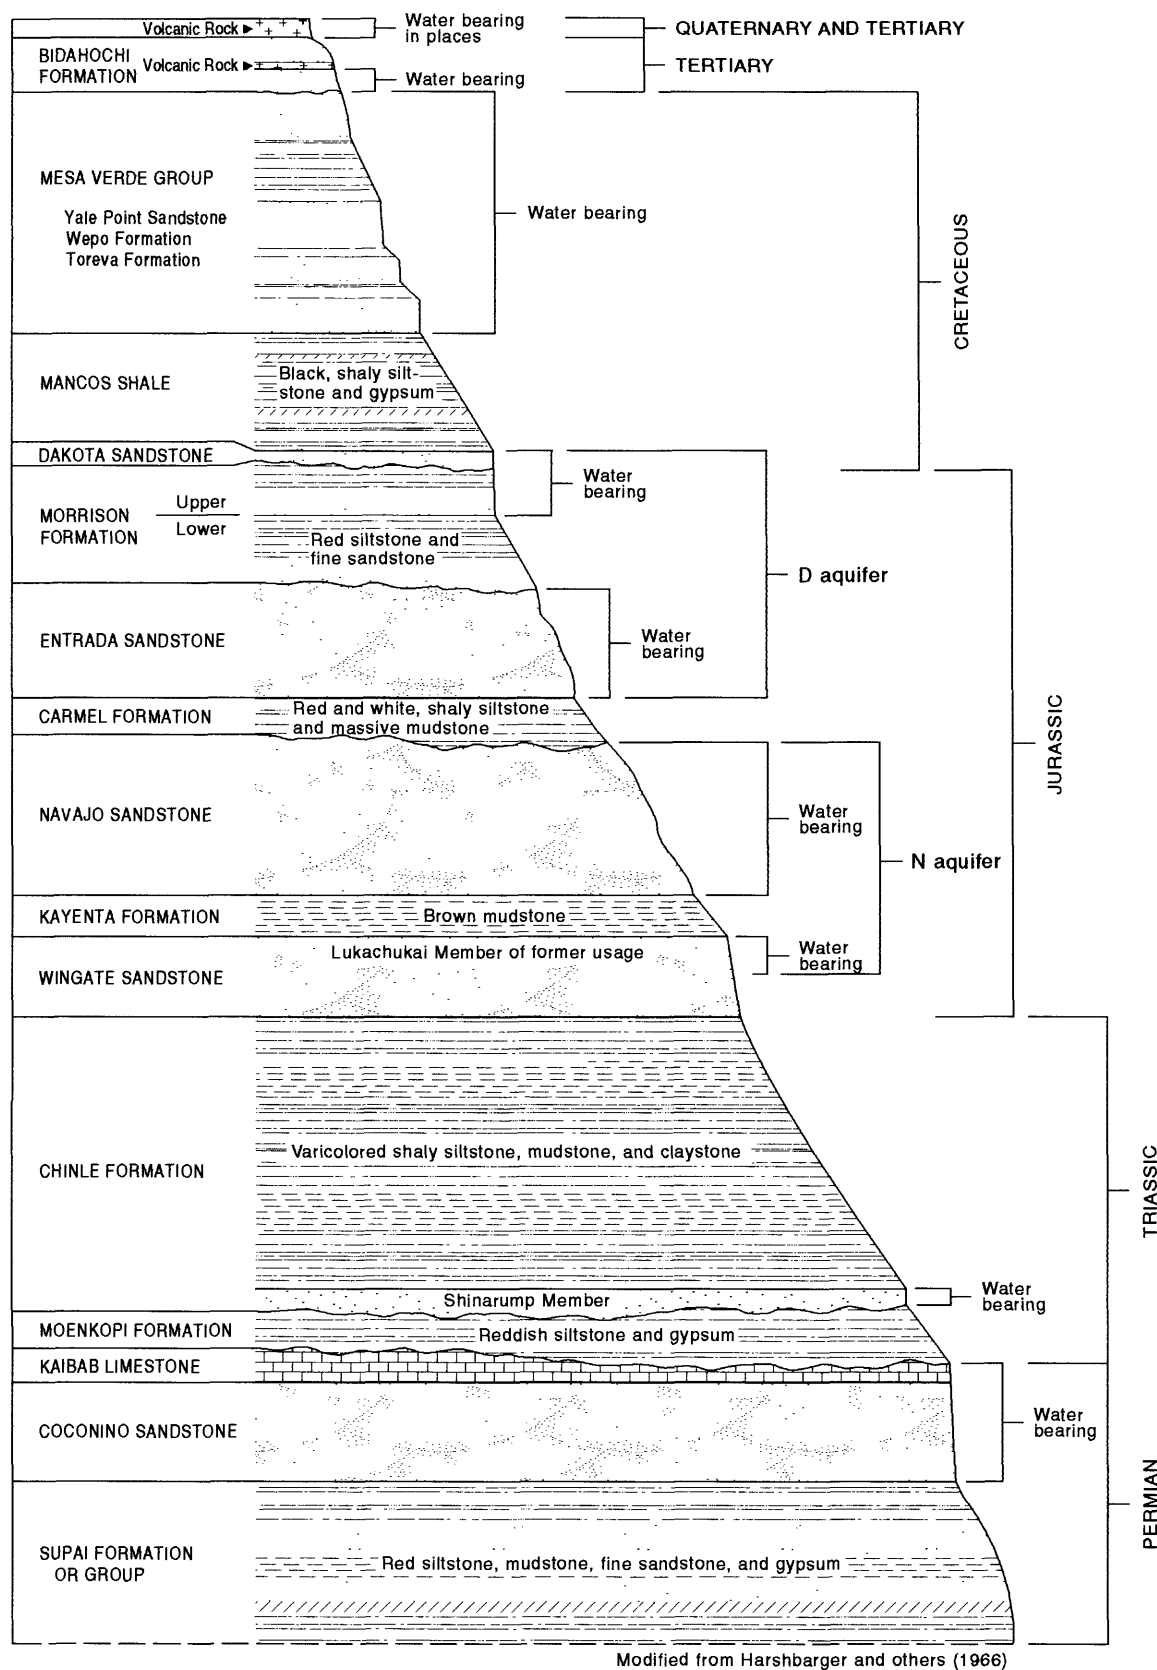 Volcanic Rock
Water bearing
in places
QUATERNARY AND TERTIARY
BIDAHOCHI
FORMATION
Volcanic Rock
Water bearing
TERTIARY
MESA VERDE GROUP
Yale Point Sandstone
Wepo Formation
Toreva Formation
Water bearing
CRETACEOUS
MANCOS SHALE
Black, shaly silt-
stone and gypsum
DAKOTA SANDSTONE
Water
bearing
MORRISON
FORMATION
Upper
Lower
Red siltstone and
fine sandstone
D aquifer
ENTRADA SANDSTONE
Water
bearing
CARMEL FORMATION
Red and white, shaly siltstone
and massive mudstone
JURASSIC
NAVAJO SANDSTONE
Water
bearing
N aquifer
KAYENTA FORMATION
Brown mudstone
WINGATE SANDSTONE
Lukachukai Member of former usage
Water
bearing
CHINLE FORMATION
Varicolored shaly siltstone, mudstone, and claystone
TRIASSIC
Shinarump Member
Water
bearing
MOENKOPI FORMATION
Reddish siltstone and gypsum
KAIBAB LIMESTONE
COCONINO SANDSTONE
Water
bearing
PERMIAN
SUPAI FORMATION
OR GROUP
Red siltstone, mudstone, fine sandstone, and gypsum
Modified from Harshbarger and others (1966)